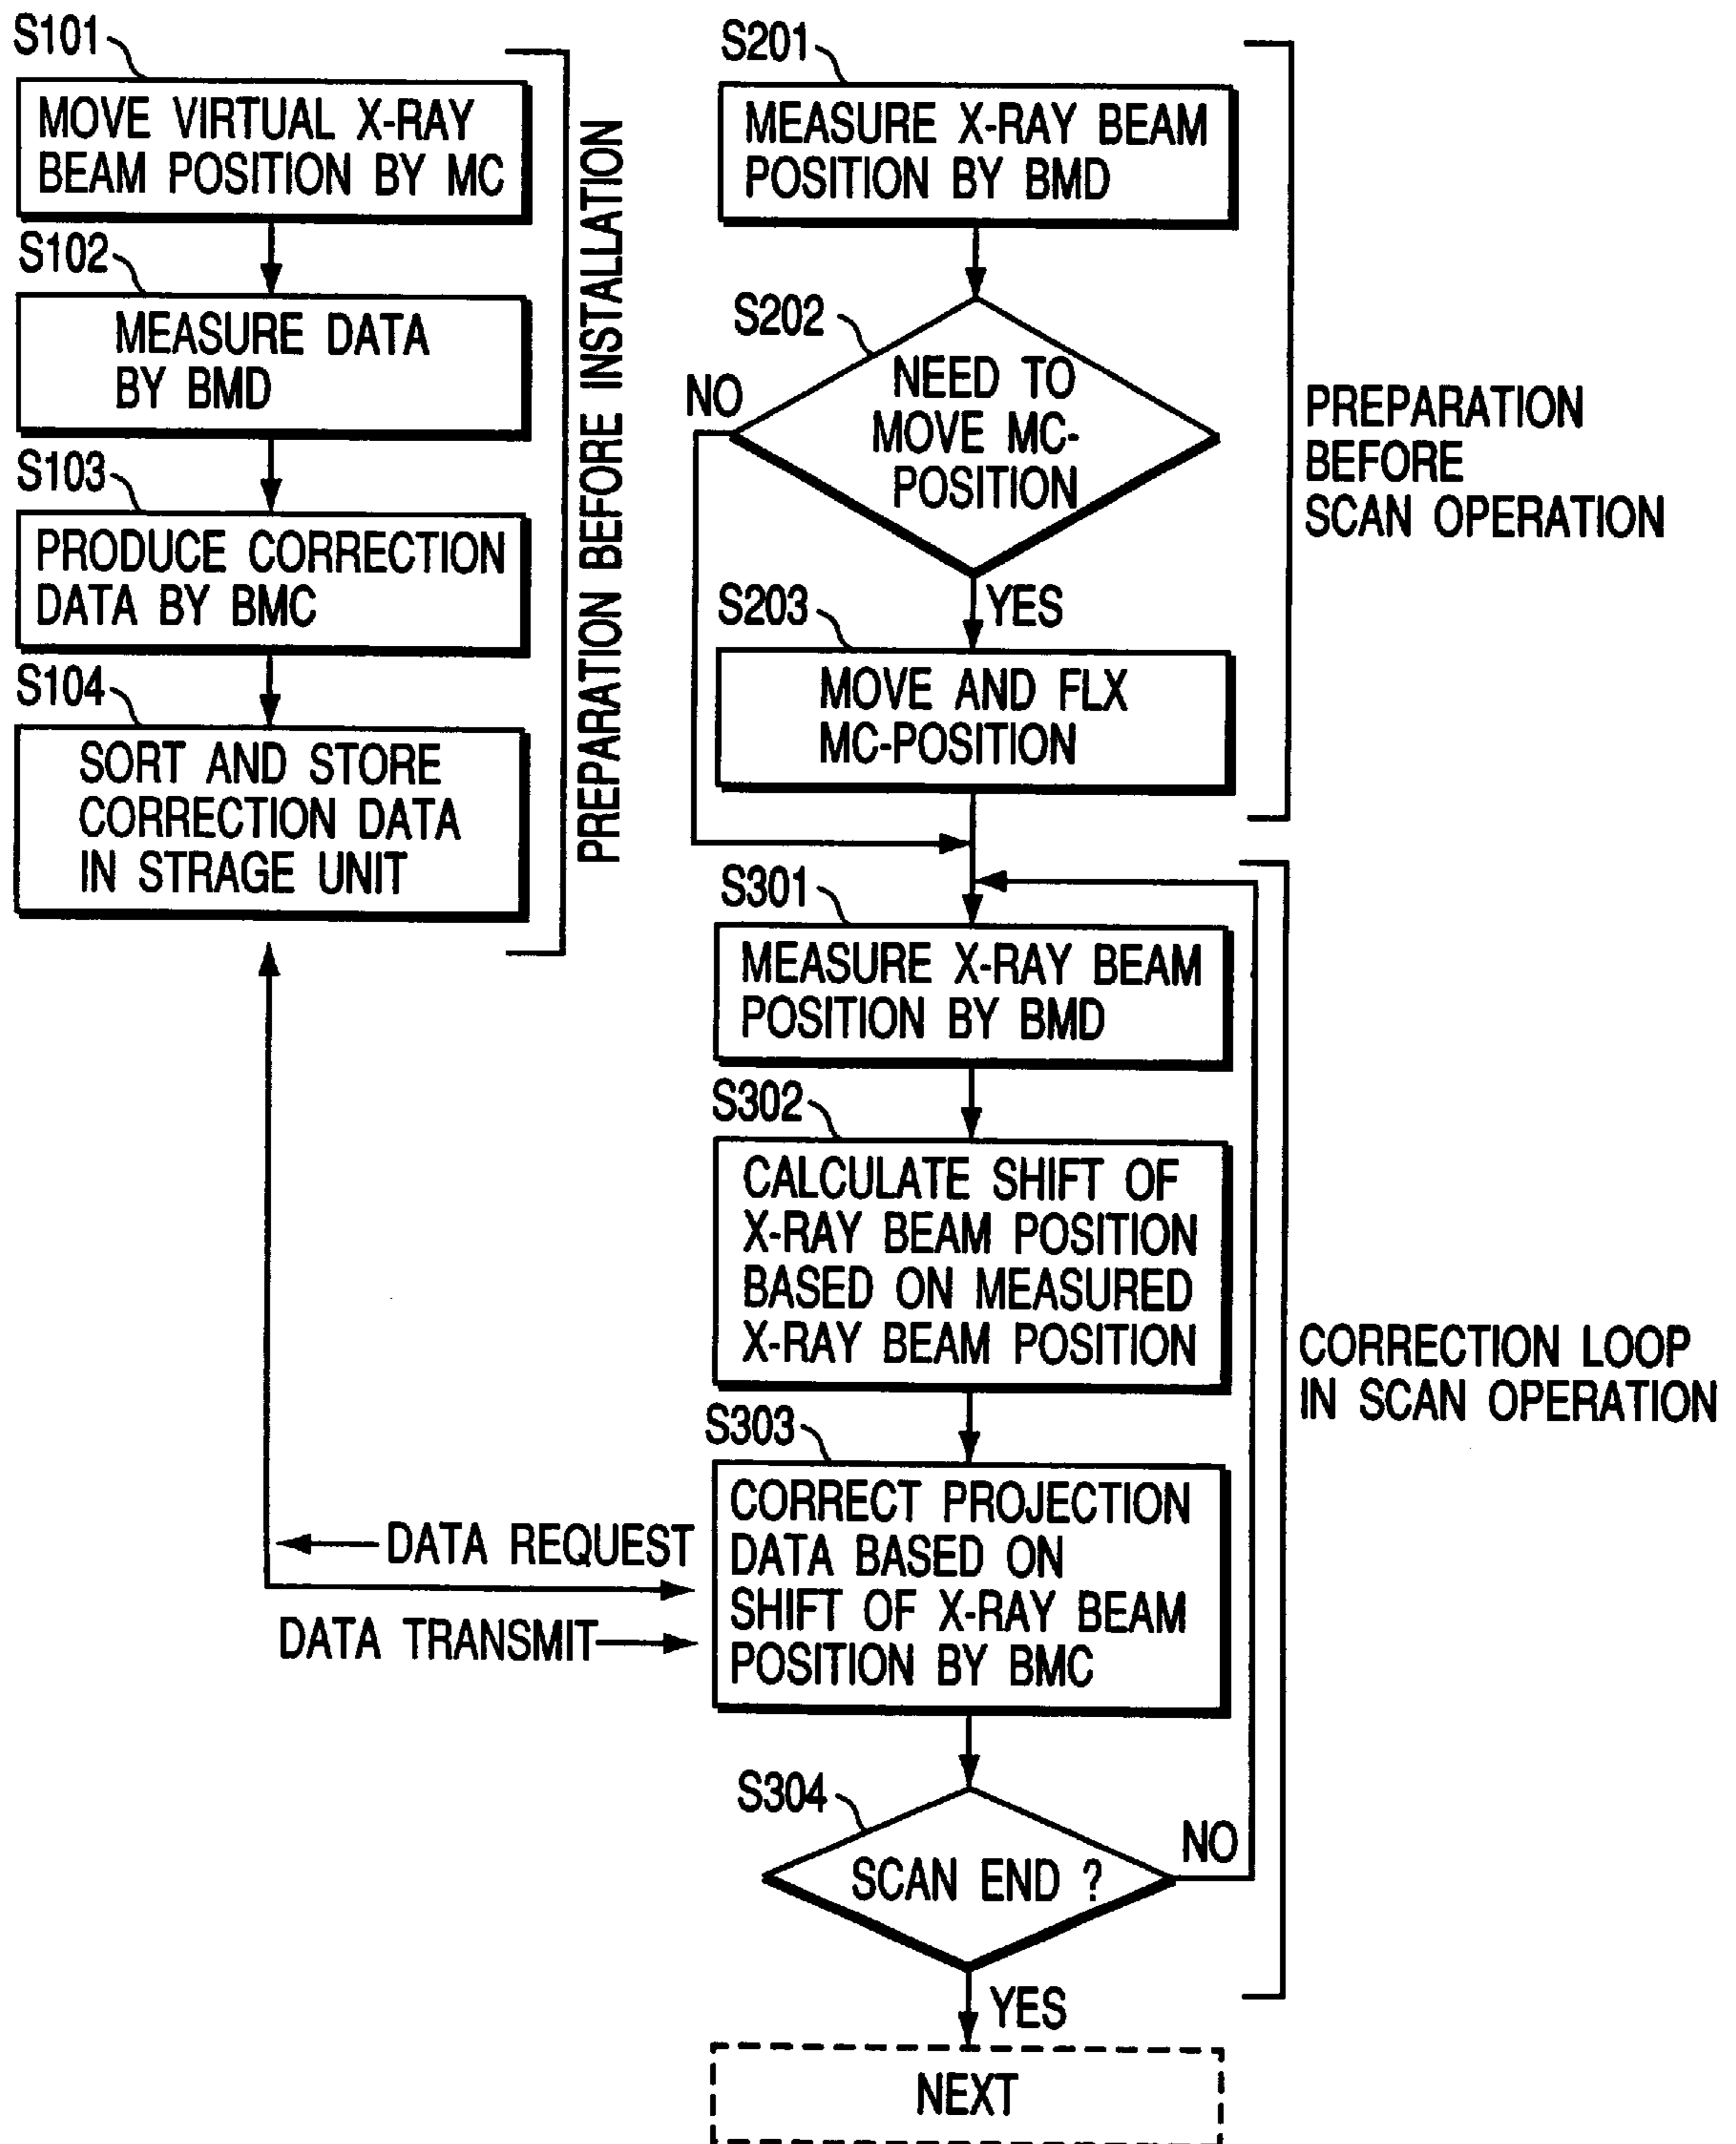 S101
MOVE VIRTUAL X-RAY
BEAM POSITION BY MC
S102
MEASURE DATA
BY BMD
S103
PRODUCE CORRECTION
DATA BY BMC
S104
SORT AND STORE
CORRECTION DATA
IN STRAGE UNIT
PREPARATION BEFORE INSTALLATION
S201
MEASURE X-RAY BEAM
POSITION BY BMD
S202
NEED TO
MOVE MC-
POSITION
NO
YES
S203
MOVE AND FLX
MC-POSITION
PREPARATION
BEFORE
SCAN OPERATION
S301
MEASURE X-RAY BEAM
POSITION BY BMD
S302
CALCULATE SHIFT OF
X-RAY BEAM POSITION
BASED ON MEASURED
X-RAY BEAM POSITION
S303
CORRECT PROJECTION
DATA BASED ON
SHIFT OF X-RAY BEAM
POSITION BY BMC
DATA REQUEST
DATA TRANSMIT
S304
SCAN END ?
NO
YES
CORRECTION LOOP
IN SCAN OPERATION
NEXT